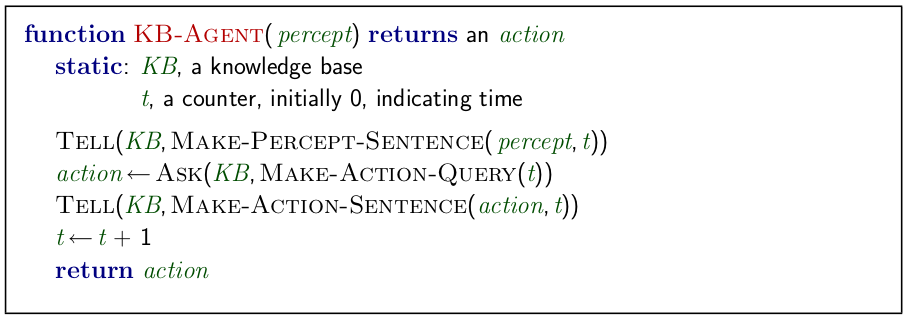 function KB-AGENT( percept) returns an action
static: KB, a knowledge base
t, a counter, initially 0, indicating time
TELL(KB, MAKE-PERCEPT-SENTENCE( percept, t))
action ← ASK(KB, MAKE-ACTION-QUERY(t))
TELL(KB, MAKE-ACTION-SENTENCE(action, t))
t ← t + 1
return action